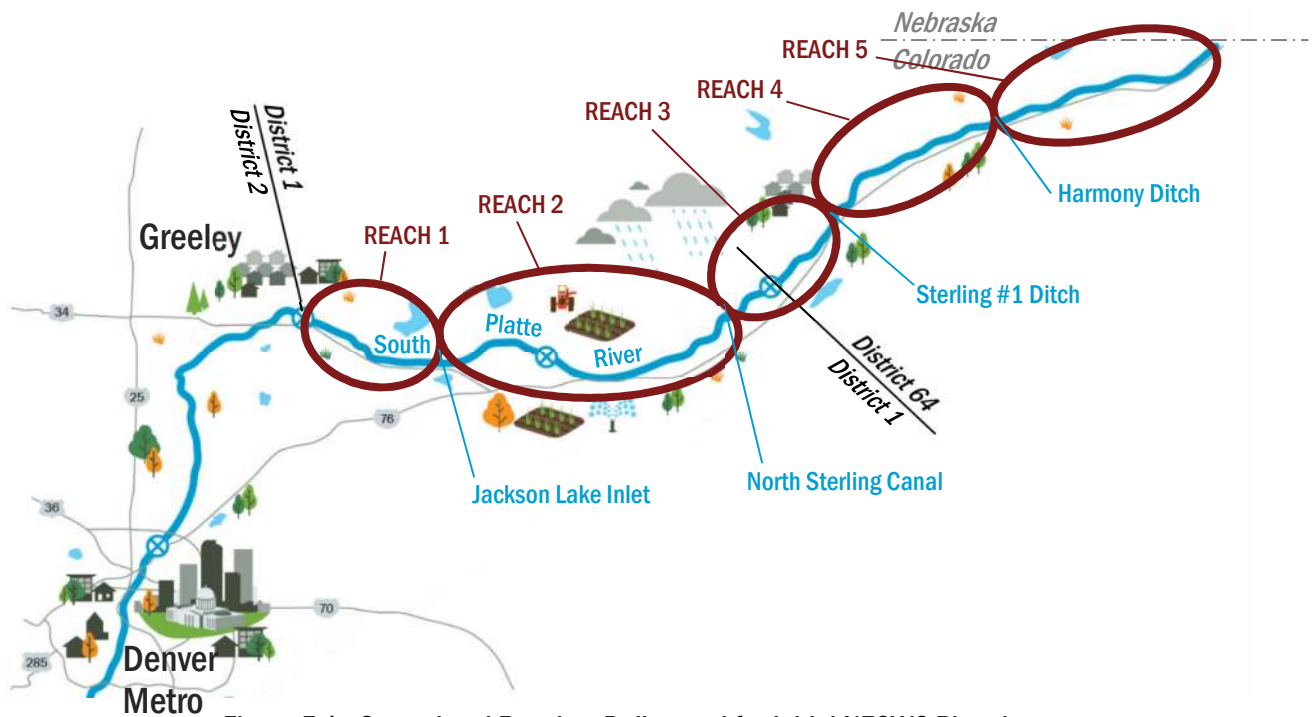 Nebraska
Colorado
REACH 5
REACH 4
REACH 3
REACH 2
REACH 1
District 1
District 2
Greeley
Harmony Ditch
Sterling #1 Ditch
34
South
Platte
River
District 64
District 1
25
76
North Sterling Canal
Jackson Lake Inlet
36
70
285
Denver
Metro